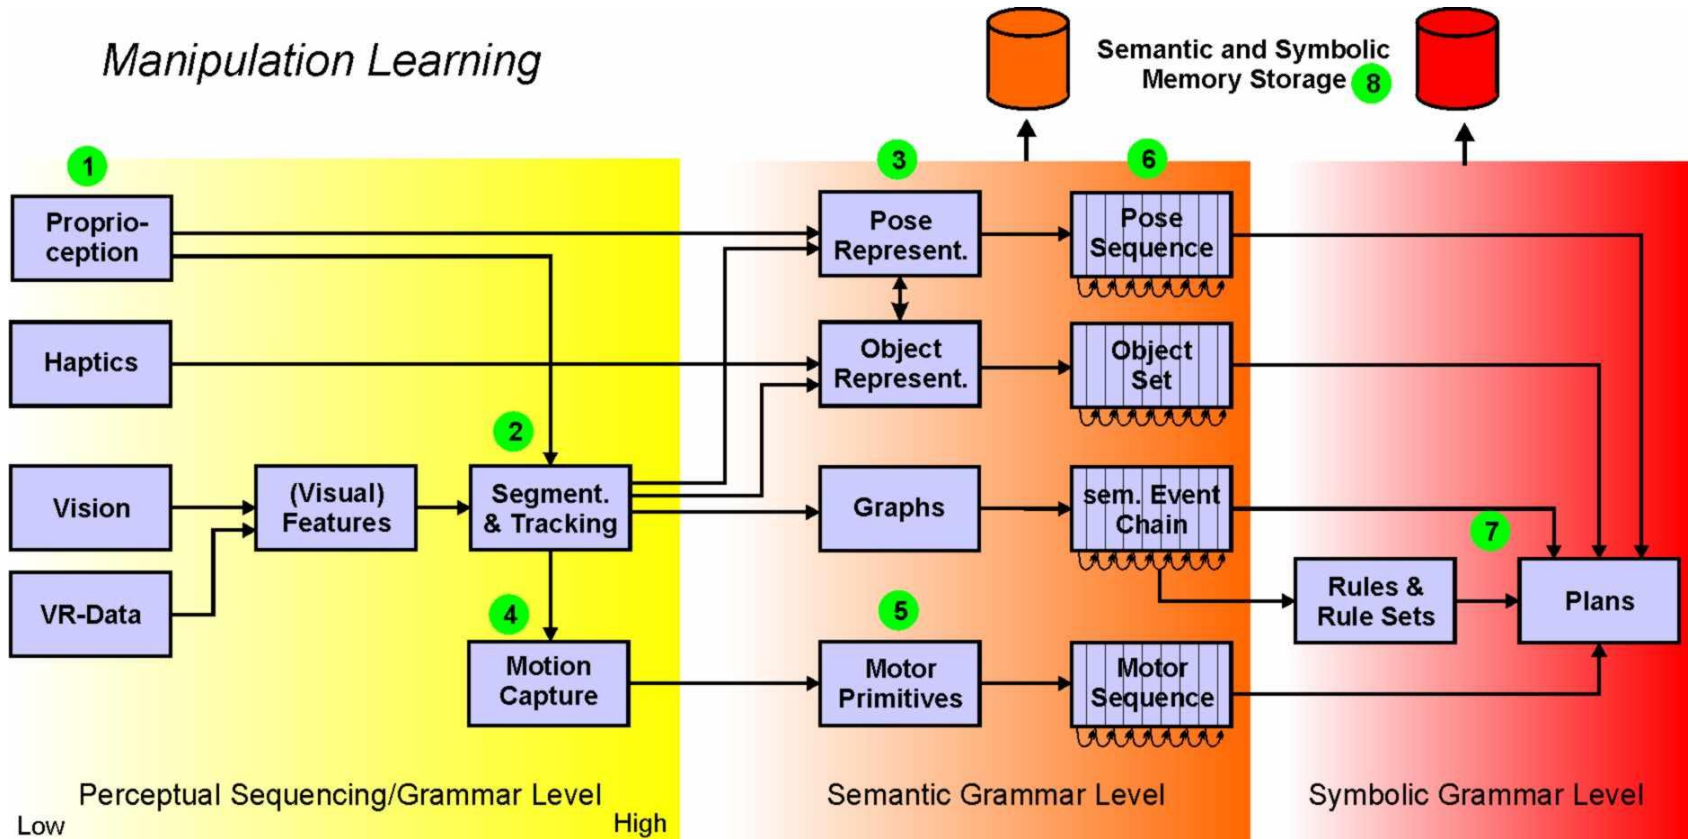 Manipulation Learning
Semantic and Symbolic
Memory Storage 8
1
3
6
Proprio-
ception
Pose
Represent.
Pose
Sequence
Haptics
Object
Represent.
Object
Set
2
Vision
(Visual)
Features
Segment.
& Tracking
Graphs
sem. Event
Chain
7
VR-Data
4
5
Rules &
Rule Sets
Plans
Motion
Capture
Motor
Primitives
Motor
Sequence
Perceptual Sequencing/Grammar Level
Semantic Grammar Level
Symbolic Grammar Level
Low
High